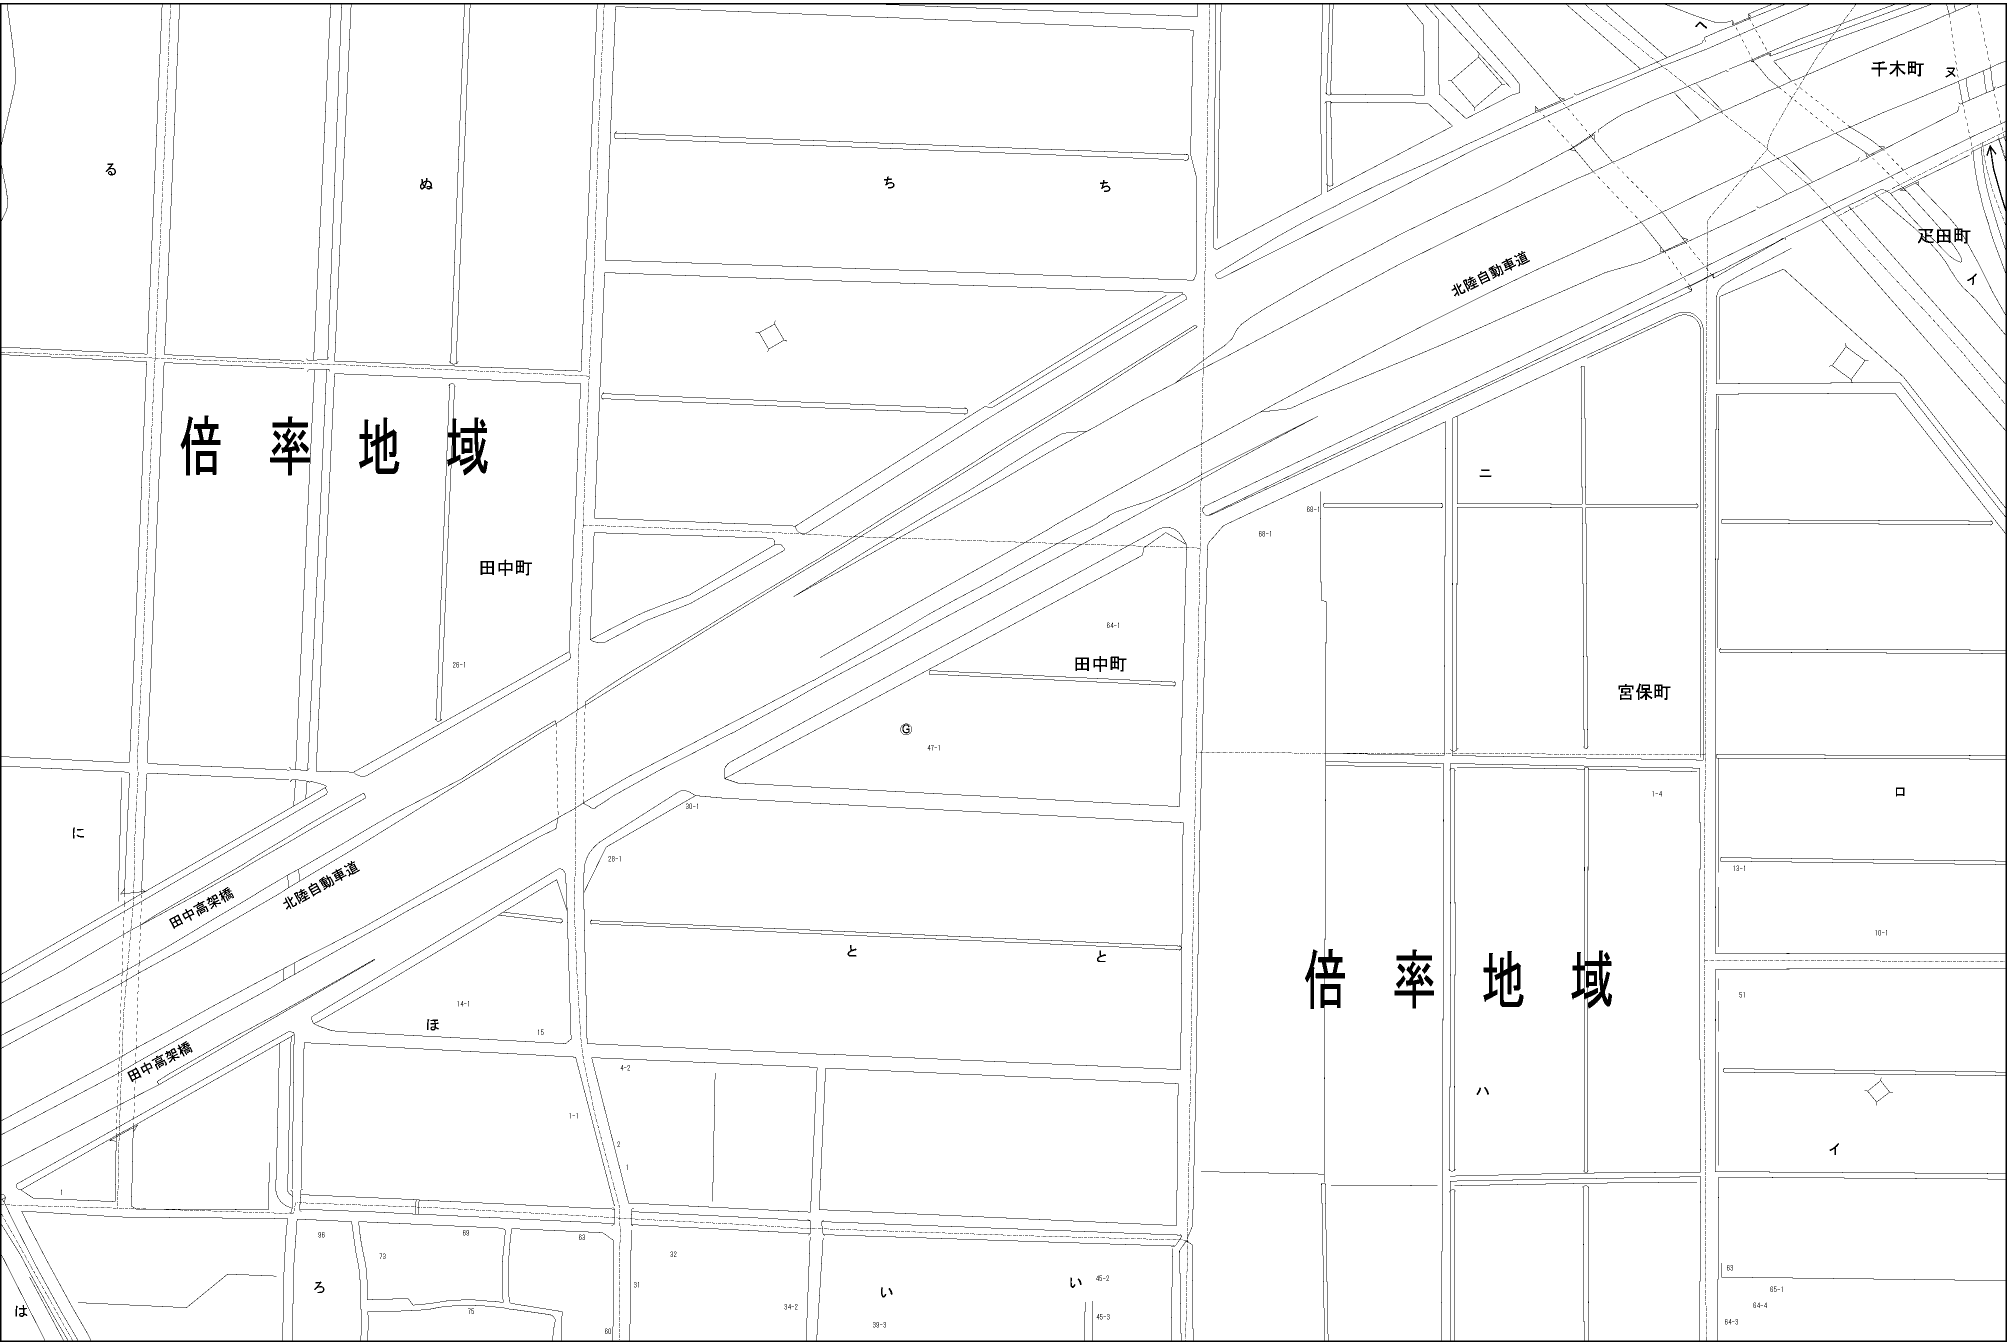 ヘ
千木町 ヌ
る
ぬ
ち
ち
疋田町
北陸自動車道
イ
倍率地域
ニ
68-1
68-1
田中町
64-1
26-1
田中町
宮保町
Ⓖ
47-1
30-1
1-4
ロ
に
28-1
13-1
北陸自動車道
田中高架橋
10-1
と
と
倍率地域
51
14-1
ほ
15
田中高架橋
4-2
ハ
1-1
2
イ
1
1
96
89
63
73
32
63
ろ
31
い
い
45-2
65-1
は
75
34-2
64-4
39-3
45-3
64-3
60